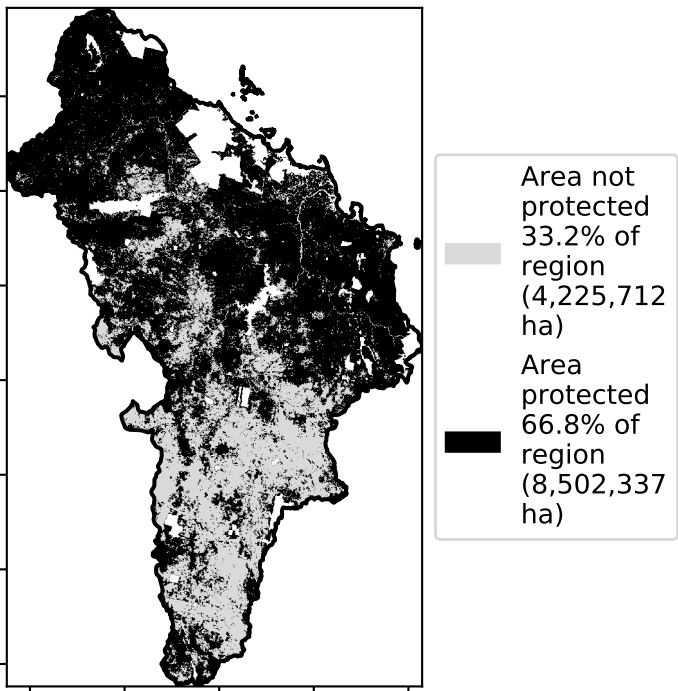 Area not
protected
33.2% of
region
(4,225,712
ha)
Area
protected
66.8% of
region
(8,502,337
ha)